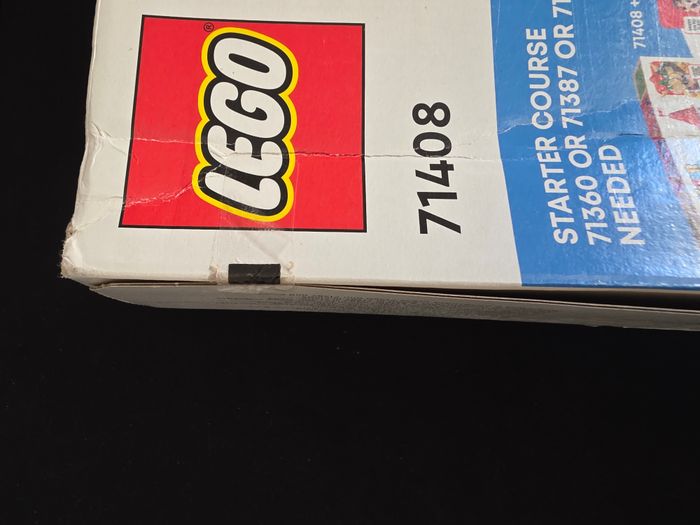 LEGO®
71408
STARTER COURSE
71360 OR 71387 OR 71
NEEDED
71408 +